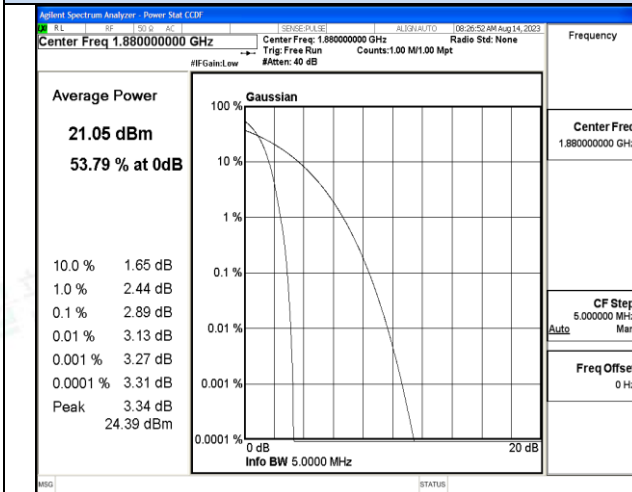 Agilent Spectrum Analyzer - Power Stat CCDF
RL RF 50 Ω AC SENSE:PULSE ALIGNAUTO 08:26:52 AM Aug 14, 2023
Center Freq 1.880000000 GHz Center Freq: 1.880000000 GHz Radio Std: None
Trig: Free Run Counts:1.00 M/1.00 Mpt
#IFGain:Low #Atten: 40 dB
Frequency
Average Power
21.05 dBm
53.79 % at 0dB
10.0 % 1.65 dB
1.0 % 2.44 dB
0.1 % 2.89 dB
0.01 % 3.13 dB
0.001 % 3.27 dB
0.0001 % 3.31 dB
Peak 3.34 dB
24.39 dBm
Gaussian
100 %
10 %
1 %
0.1 %
0.01 %
0.001 %
0.0001 %
0 dB 20 dB
Info BW 5.0000 MHz
Center Freq
1.880000000 GHz
CF Step
5.000000 MHz
Auto Man
Freq Offset
0 Hz
MSG STATUS